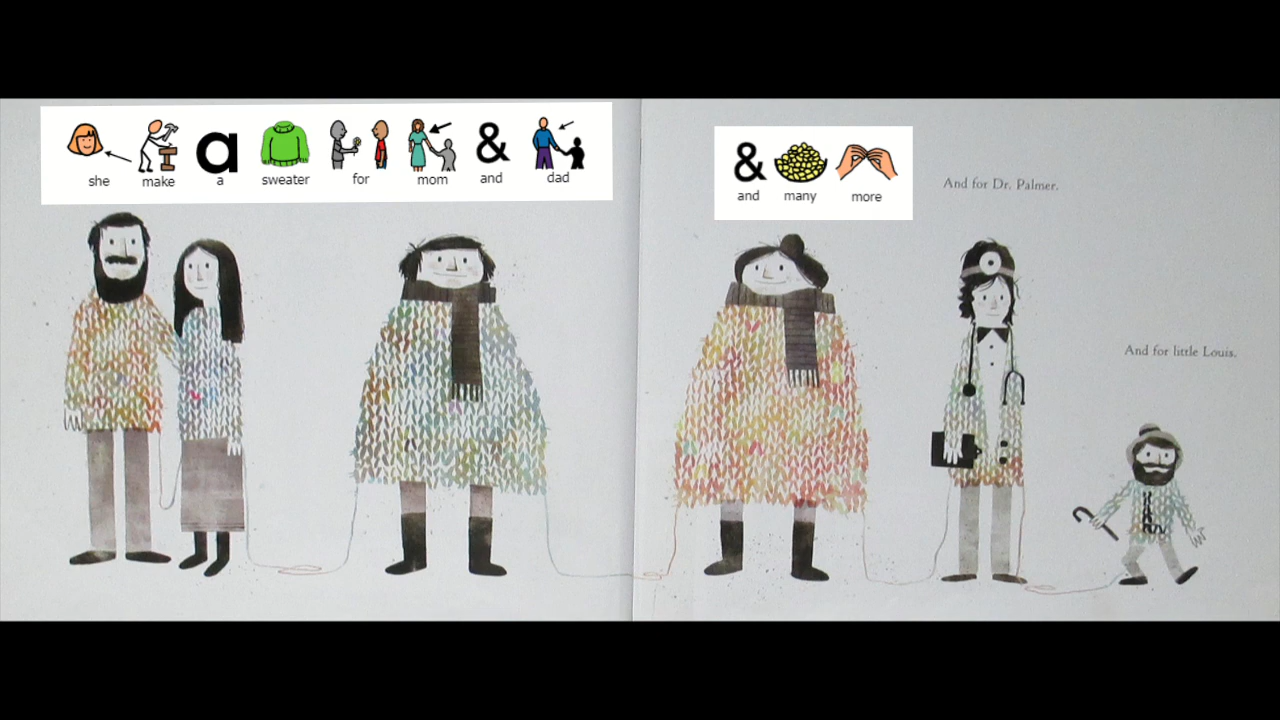 she make a sweater for mom and dad
& and many more
And for Dr. Palmer.
And for little Louis.